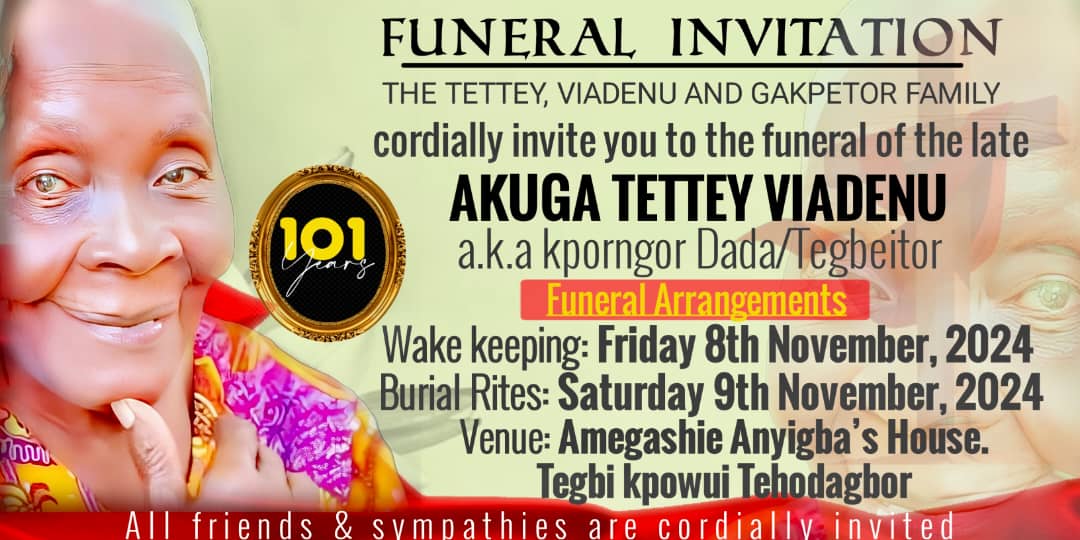 FUNERAL INVITATION
THE TETTEY, VIADENU AND GAKPETOR FAMILY
cordially invite you to the funeral of the late
AKUGA TETTEY VIADENU
a.k.a kporngor Dada/Tegbeitor
101
Years
Funeral Arrangements
Wake keeping: Friday 8th November, 2024
Burial Rites: Saturday 9th November, 2024
Venue: Amegashie Anyigba's House.
Tegbi kpowui Tehodagbor
All friends & sympathies are cordially invited